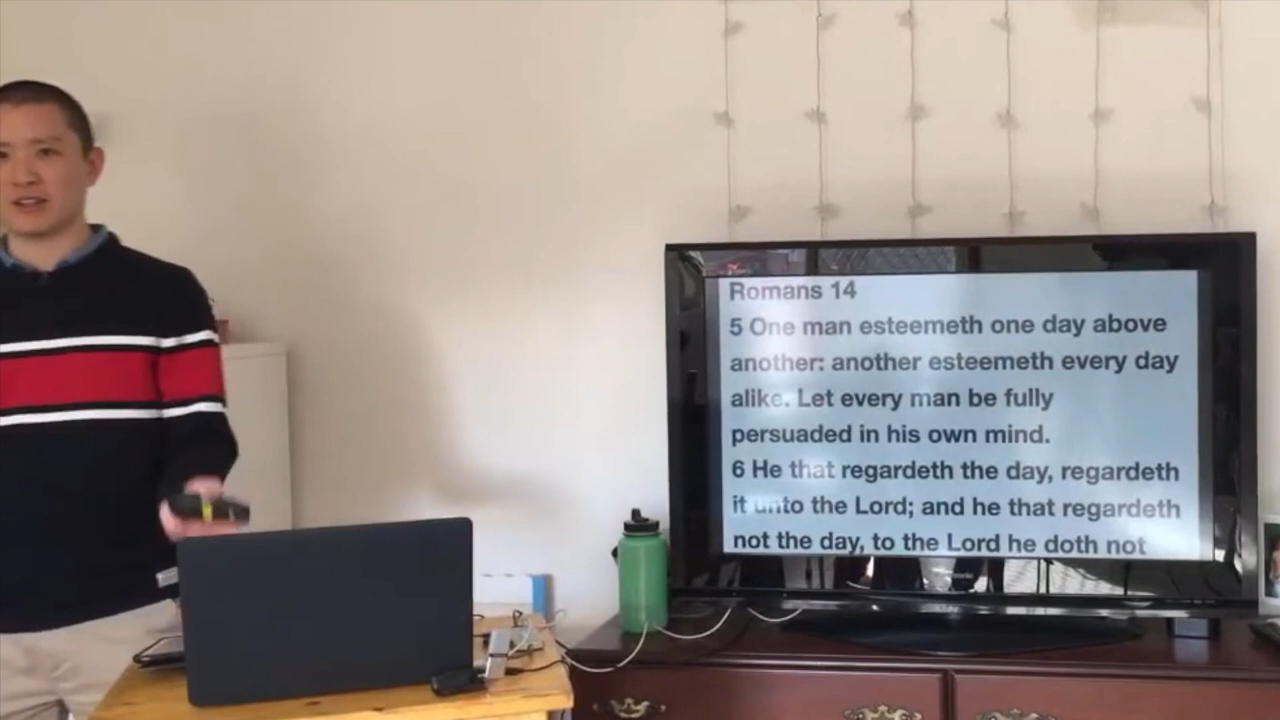 Romans 14
5 One man esteemeth one day above
another: another esteemeth every day
alike. Let every man be fully
persuaded in his own mind.
6 He that regardeth the day, regardeth
it unto the Lord; and he that regardeth
not the day, to the Lord he doth not